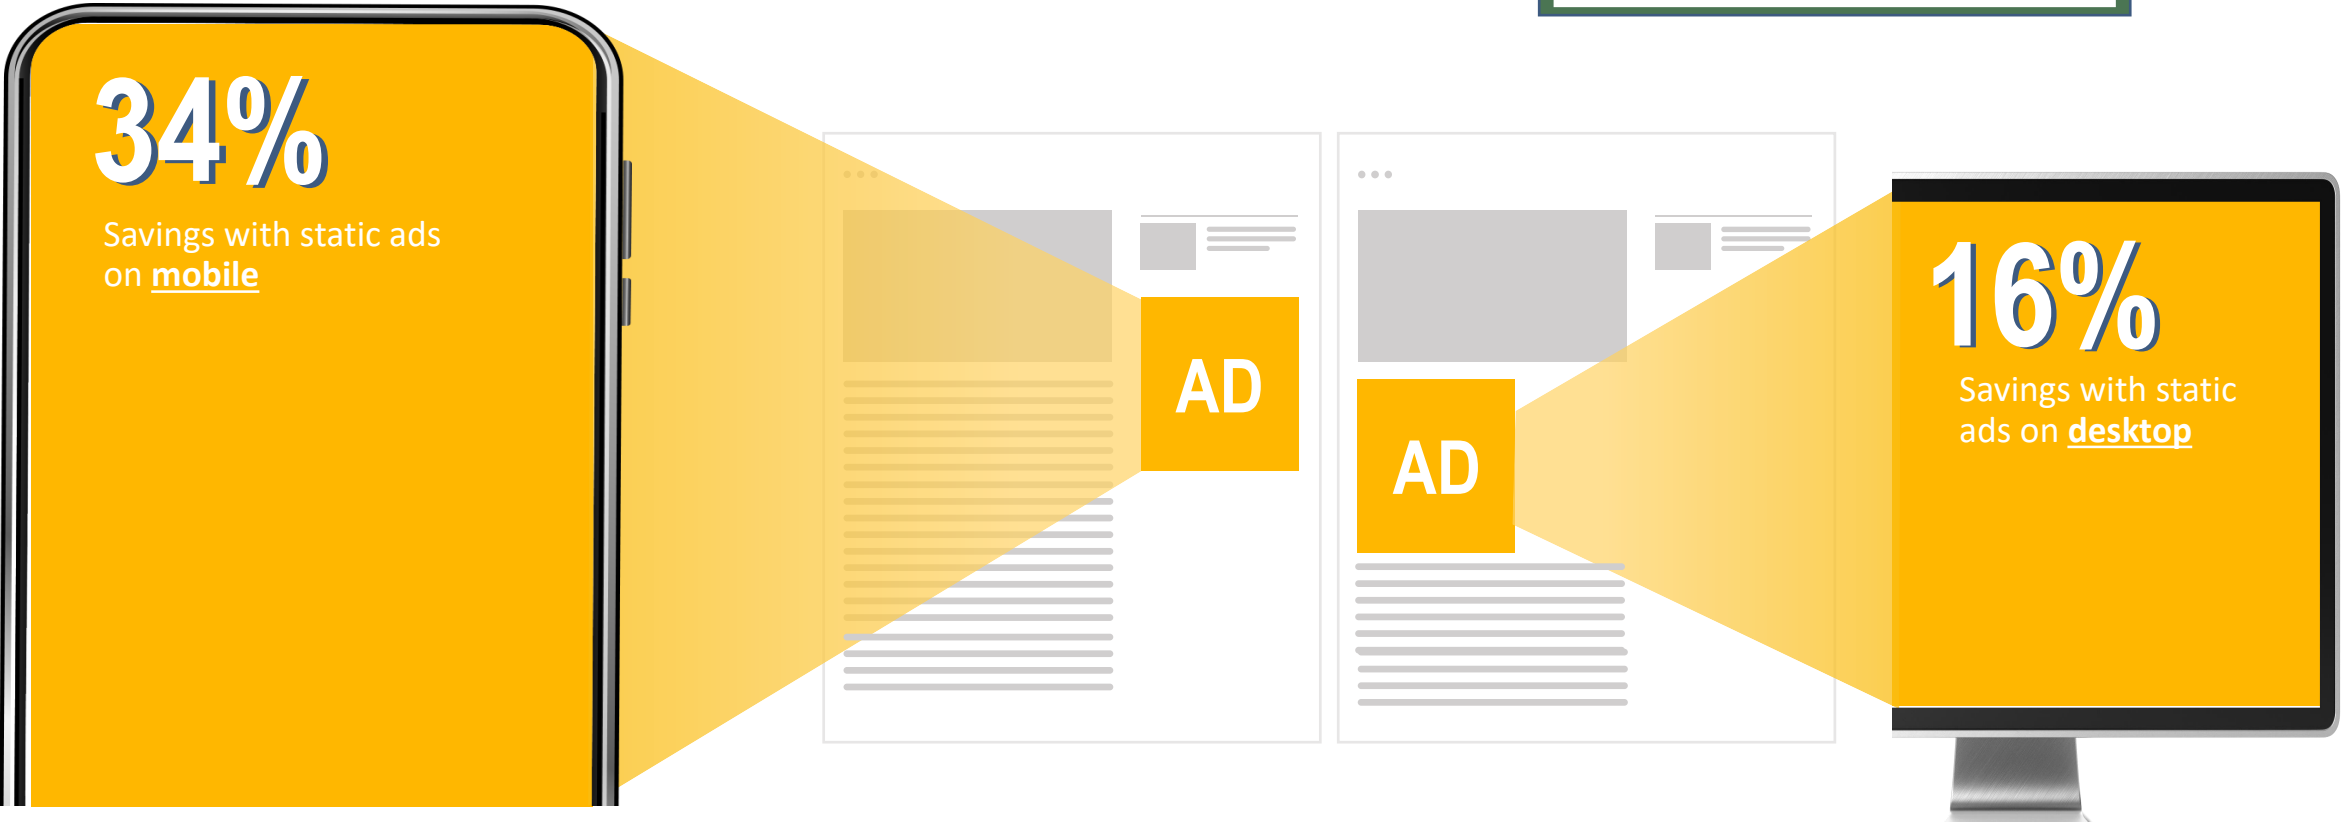 34%
Savings with static ads
on mobile
AD
AD
16%
Savings with static
ads on desktop